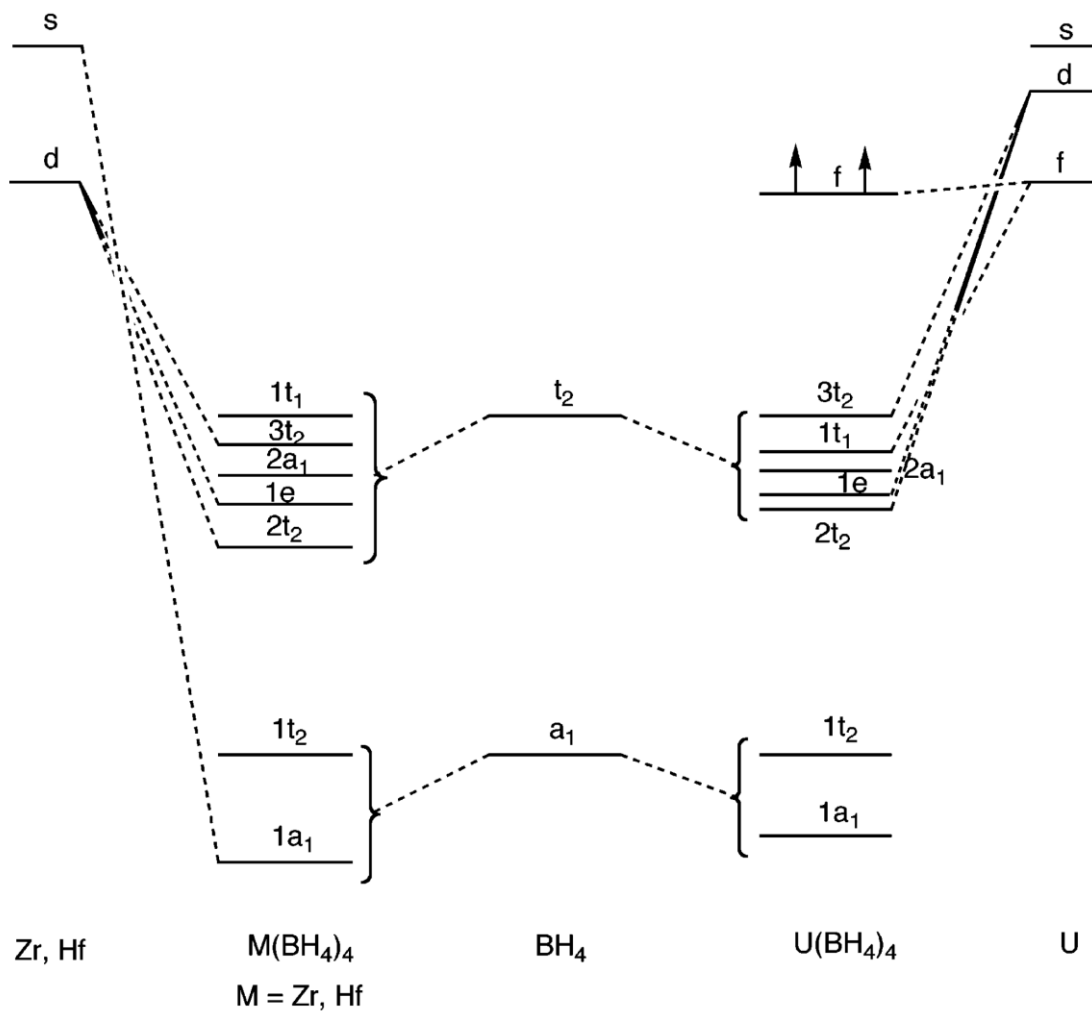 s
s
d
d
f
f
1t₁
t₂
3t₂
3t₂
1t₁
2a₁
2a₁
1e
1e
2t₂
2t₂
1t₂
a₁
1t₂
1a₁
1a₁
Zr, Hf
M(BH₄)₄
BH₄
U(BH₄)₄
U
M = Zr, Hf